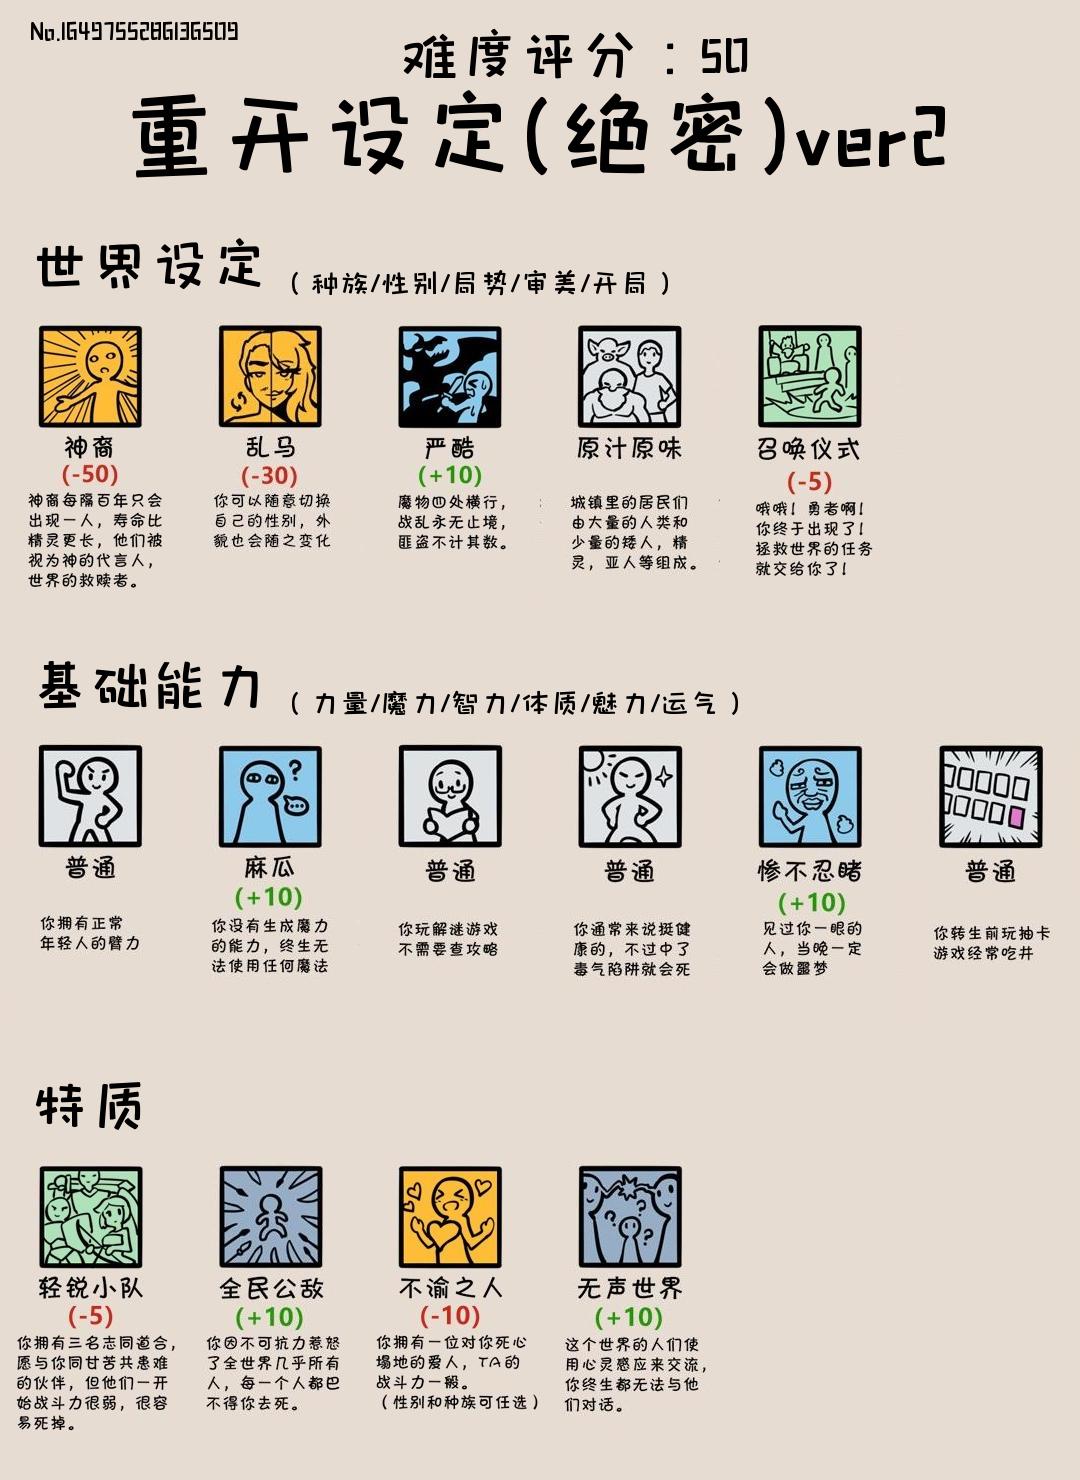 No.1649755286136509
难度评分：50
重开设定(绝密)ver2
世界设定（种族/性别/局势/审美/开局）
神裔
(-50)
神裔每隔百年只会
出现一人，寿命比
精灵更长，他们被
视为神的代言人，
世界的救赎者。
乱马
(-30)
你可以随意切换
自己的性别，外
貌也会随之变化
严酷
(+10)
魔物四处横行，
战乱永无止境，
匪盗不计其数。
原汁原味
城镇里的居民们
由大量的人类和
少量的矮人，精
灵，亚人等组成。
召唤仪式
(-5)
哦哦！勇者啊！
你终于出现了！
拯救世界的任务
就交给你了！
基础能力（力量/魔力/智力/体质/魅力/运气）
普通
你拥有正常
年轻人的臂力
麻瓜
(+10)
你没有生成魔力
的能力，终生无
法使用任何魔法
普通
你玩解谜游戏
不需要查攻略
普通
你通常来说挺健
康的，不过中了
毒气陷阱就会死
惨不忍睹
(+10)
见过你一眼的
人，当晚一定
会做噩梦
普通
你转生前玩抽卡
游戏经常吃井
特质
轻锐小队
(-5)
你拥有三名志同道合，
愿与你同甘苦共患难
的伙伴，但他们一开
始战斗力很弱，很容
易死掉。
全民公敌
(+10)
你因不可抗力惹怒
了全世界几乎所有
人，每一个人都巴
不得你去死。
不渝之人
(-10)
你拥有一位对你死心
塌地的爱人，TA的
战斗力一般。
（性别和种族可任选）
无声世界
(+10)
这个世界的人们使
用心灵感应来交流，
你终生都无法与他
们对话。